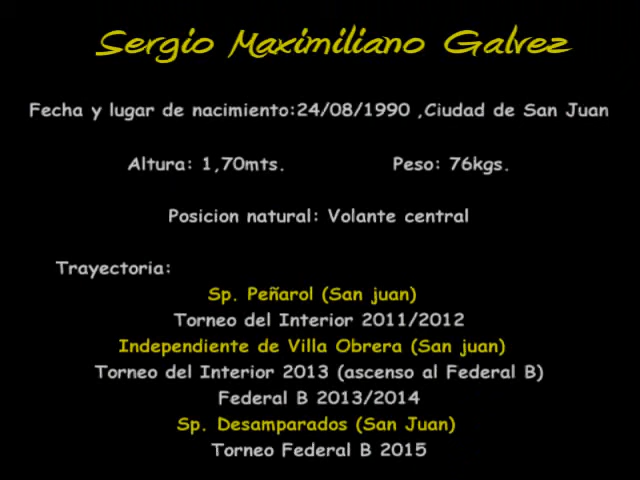 Sergio Maximiliano Galvez
Fecha y lugar de nacimiento:24/08/1990 ,Ciudad de San Juan
Altura: 1,70mts. Peso: 76kgs.
Posicion natural: Volante central
Trayectoria:
Sp. Peñarol (San juan)
Torneo del Interior 2011/2012
Independiente de Villa Obrera (San juan)
Torneo del Interior 2013 (ascenso al Federal B)
Federal B 2013/2014
Sp. Desamparados (San Juan)
Torneo Federal B 2015